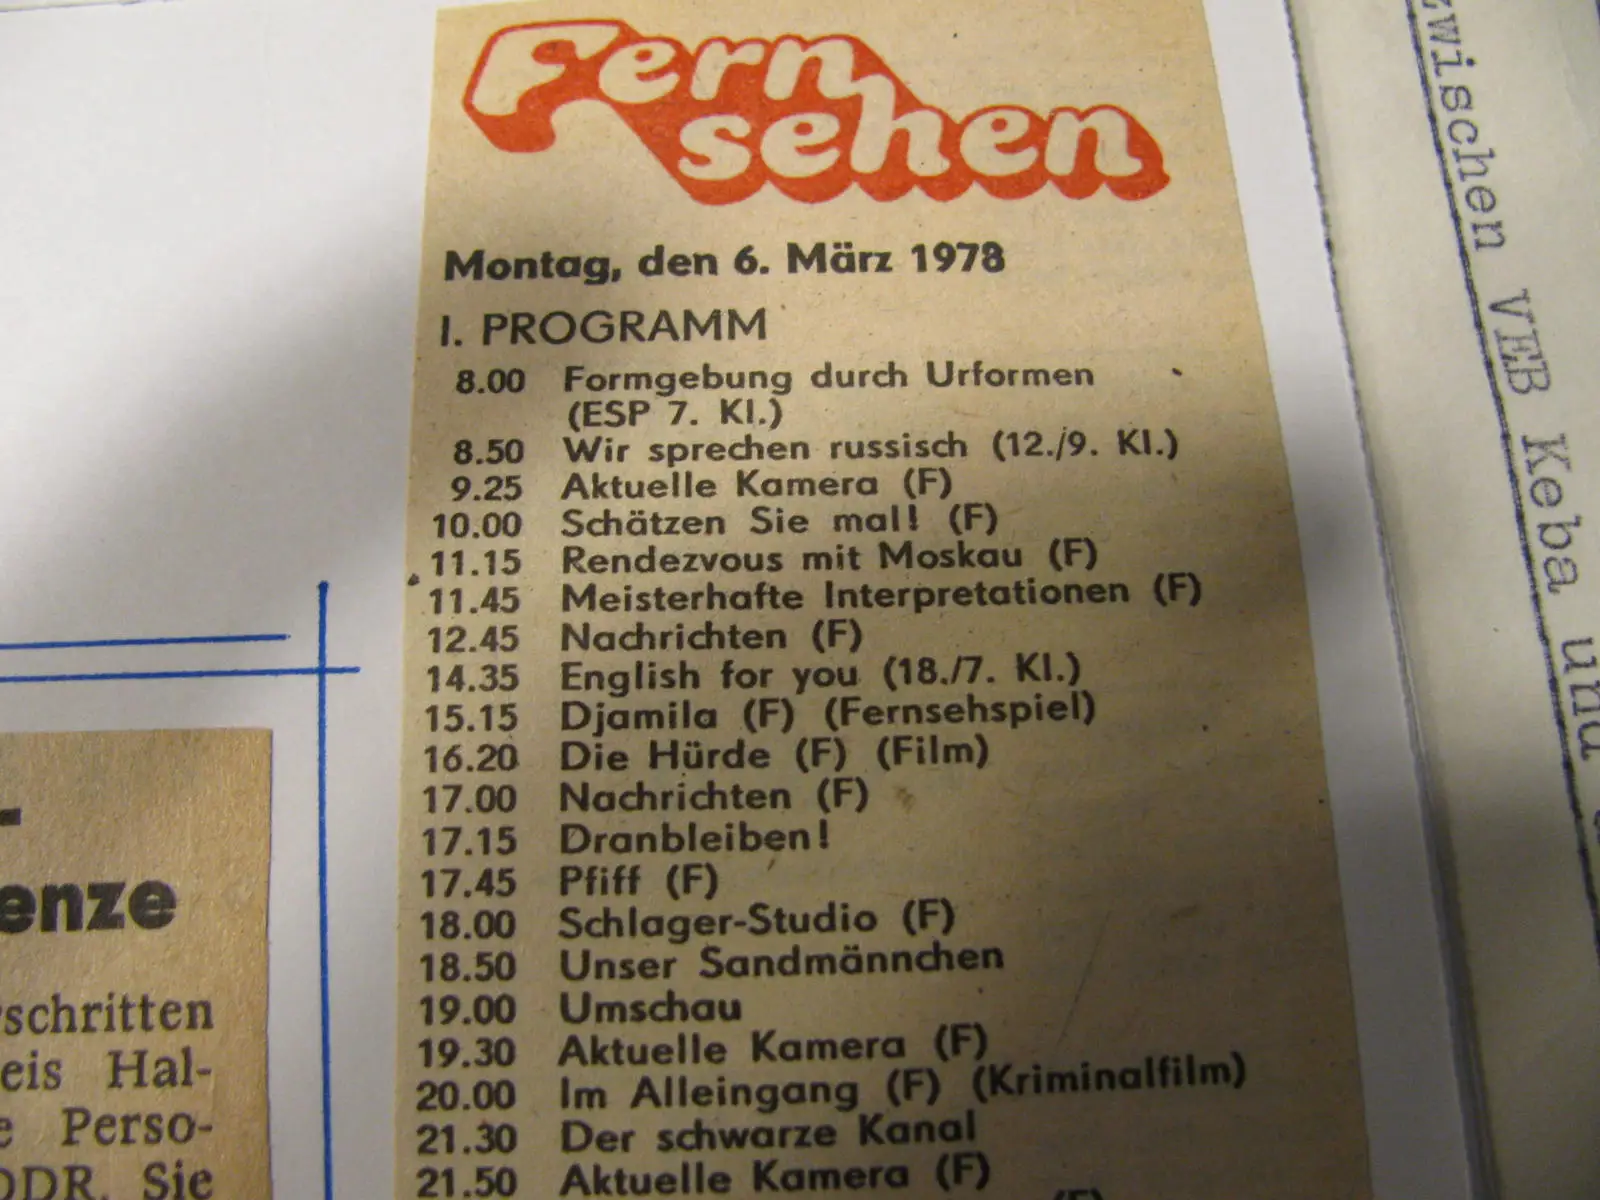 Fern
sehen
Montag, den 6. März 1978
I. PROGRAMM
8.00 Formgebung durch Urformen
(ESP 7. Kl.)
8.50 Wir sprechen russisch (12./9. Kl.)
9.25 Aktuelle Kamera (F)
10.00 Schätzen Sie mal! (F)
11.15 Rendezvous mit Moskau (F)
11.45 Meisterhafte Interpretationen (F)
12.45 Nachrichten (F)
14.35 English for you (18./7. Kl.)
15.15 Djamila (F) (Fernsehspiel)
16.20 Die Hürde (F) (Film)
17.00 Nachrichten (F)
17.15 Dranbleiben!
17.45 Pfiff (F)
18.00 Schlager-Studio (F)
18.50 Unser Sandmännchen
19.00 Umschau
19.30 Aktuelle Kamera (F)
20.00 Im Alleingang (F) (Kriminalfilm)
21.30 Der schwarze Kanal
21.50 Aktuelle Kamera (F)
(F)
-
enze
schritten
eis Hal-
e Perso-
DDR. Sie
zwischen VEB Keba und